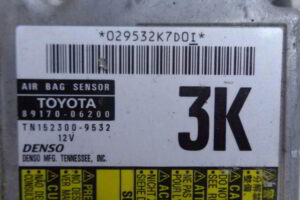 *029532K7D0I*
AIR BAG SENSOR
TOYOTA
89170-06200
3K
TN152300-9532
12V
DENSO
DENSO MFG. TENNESSEE, INC.